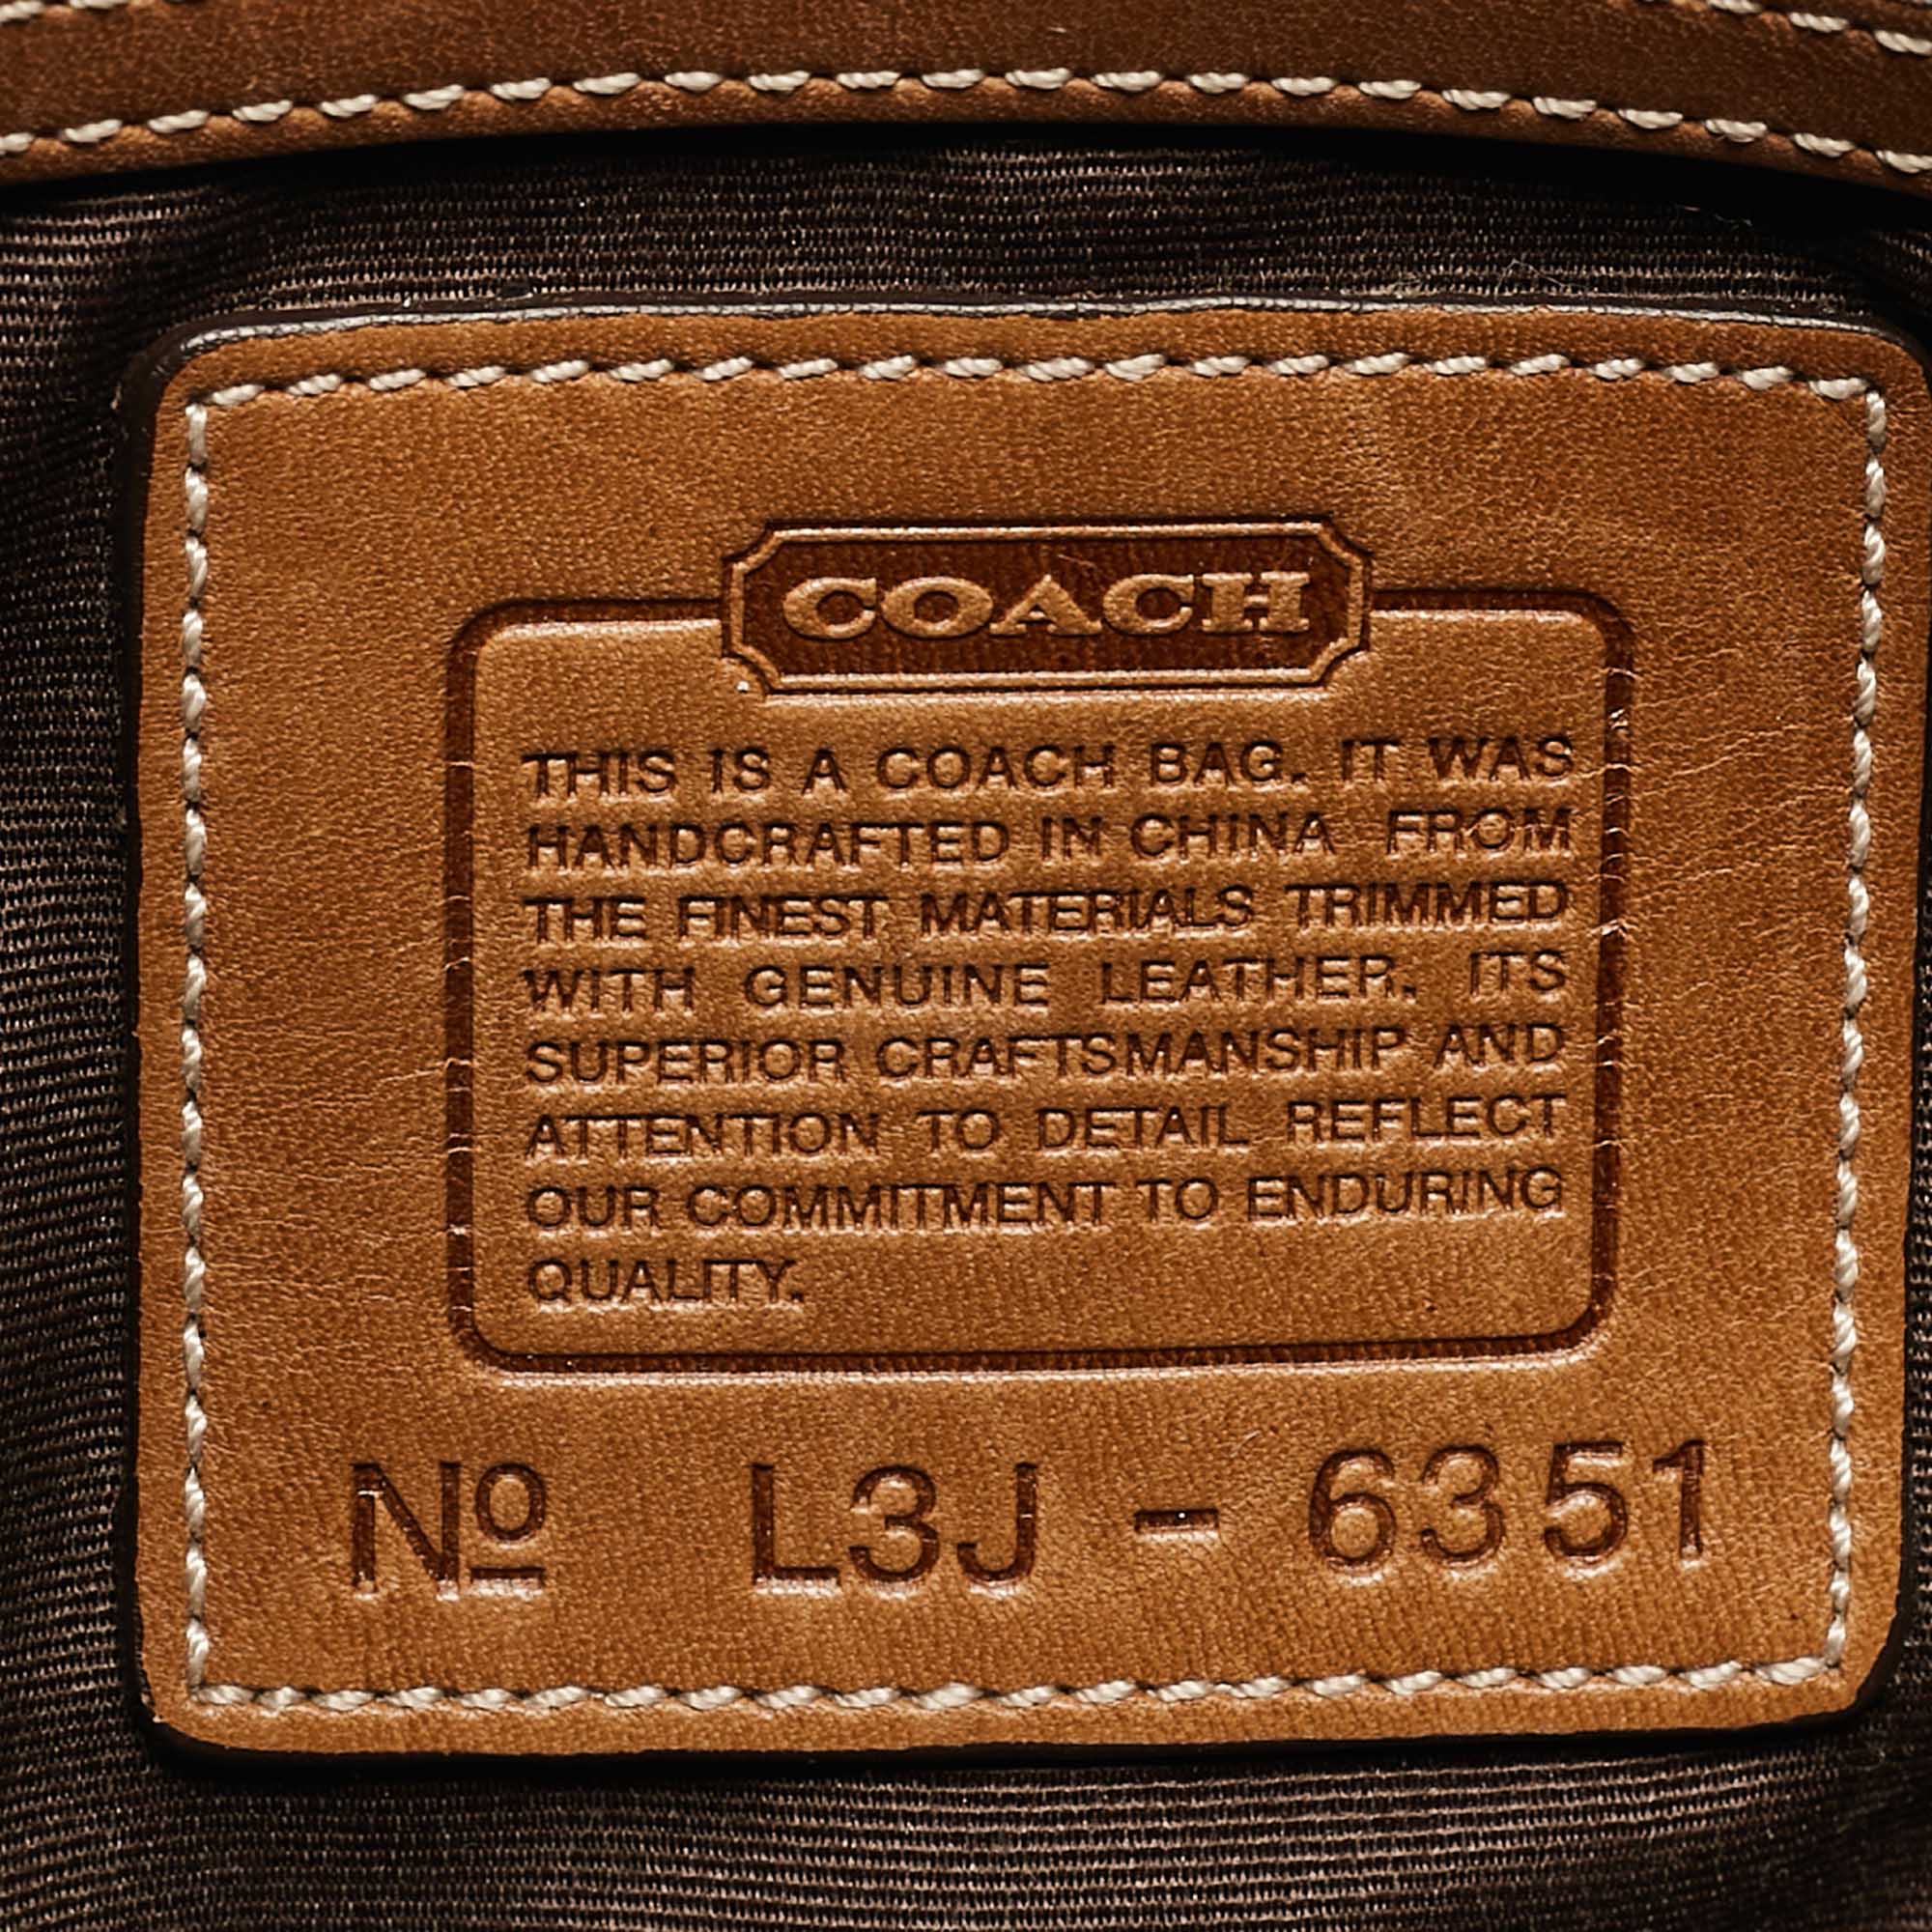 COACH
THIS IS A COACH BAG. IT WAS
HANDCRAFTED IN CHINA FROM
THE FINEST MATERIALS TRIMMED
WITH GENUINE LEATHER. ITS
SUPERIOR CRAFTSMANSHIP AND
ATTENTION TO DETAIL REFLECT
OUR COMMITMENT TO ENDURING
QUALITY.
Nº L3J - 6351